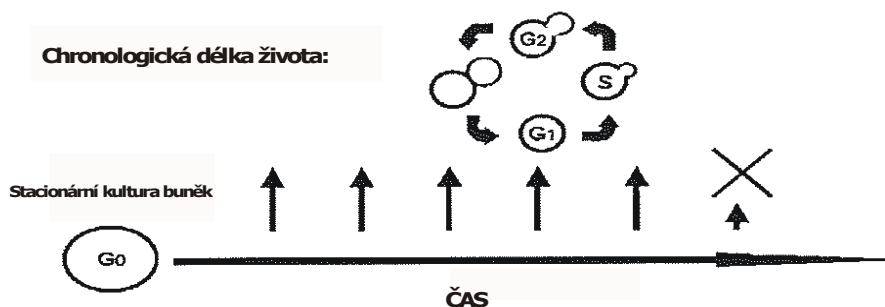 Chronologická délka života:
G2
S
G1
Stacionární kultura buněk
G0
ČAS